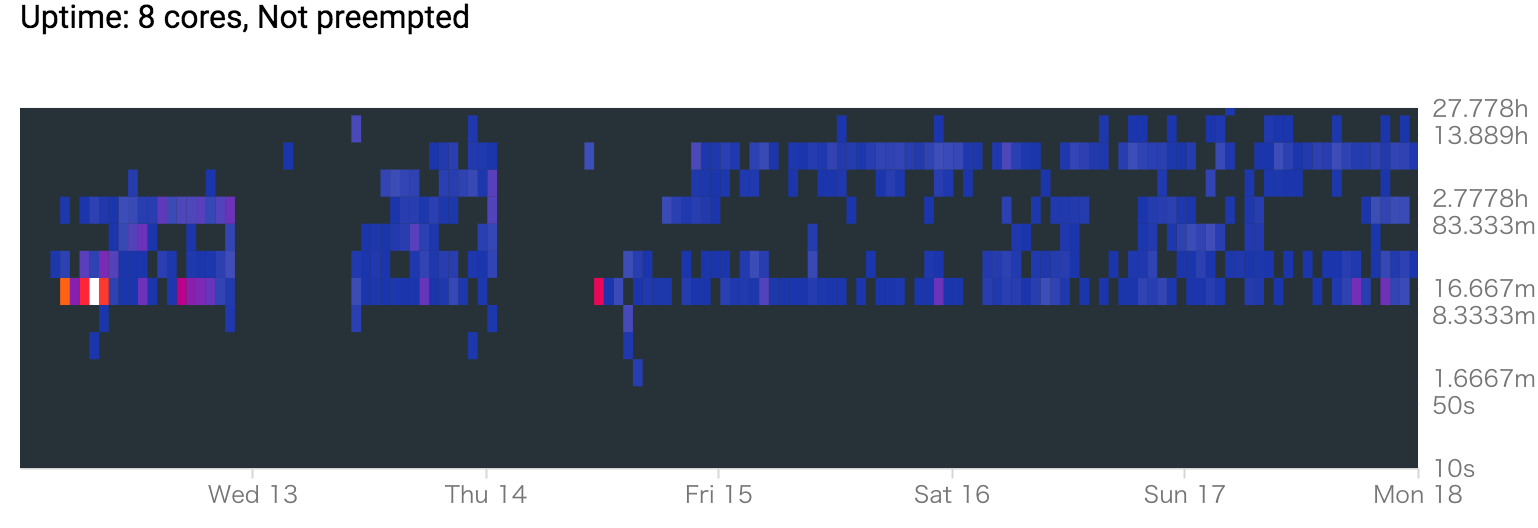 Uptime: 8 cores, Not preempted
27.778h
13.889h
2.7778h
83.333m
16.667m
8.3333m
1.6667m
50s
10s
Wed 13 Thu 14 Fri 15 Sat 16 Sun 17 Mon 18